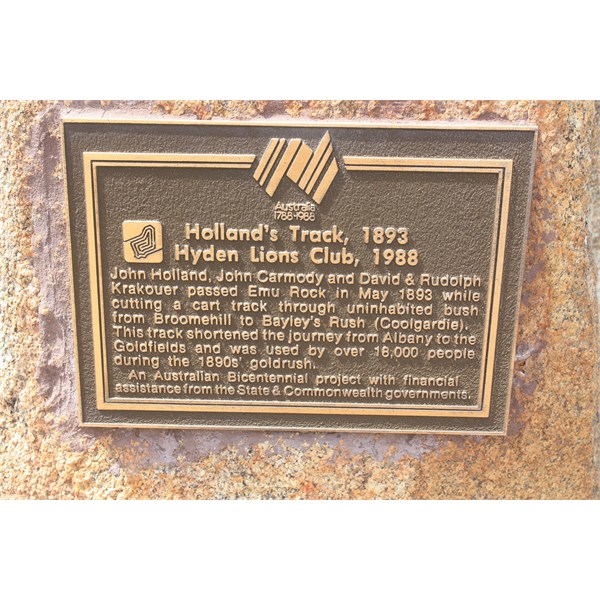 Australia
1788-1988
Holland's Track, 1893
Hyden Lions Club, 1988
John Holland, John Carmody and David & Rudolph
Krakouer passed Emu Rock in May 1893 while
cutting a cart track through uninhabited bush
from Broomehill to Bayley's Rush (Coolgardie).
This track shortened the journey from Albany to the
Goldfields and was used by over 18,000 people
during the 1890s' goldrush.
An Australian Bicentennial project with financial
assistance from the State & Commonwealth governments.